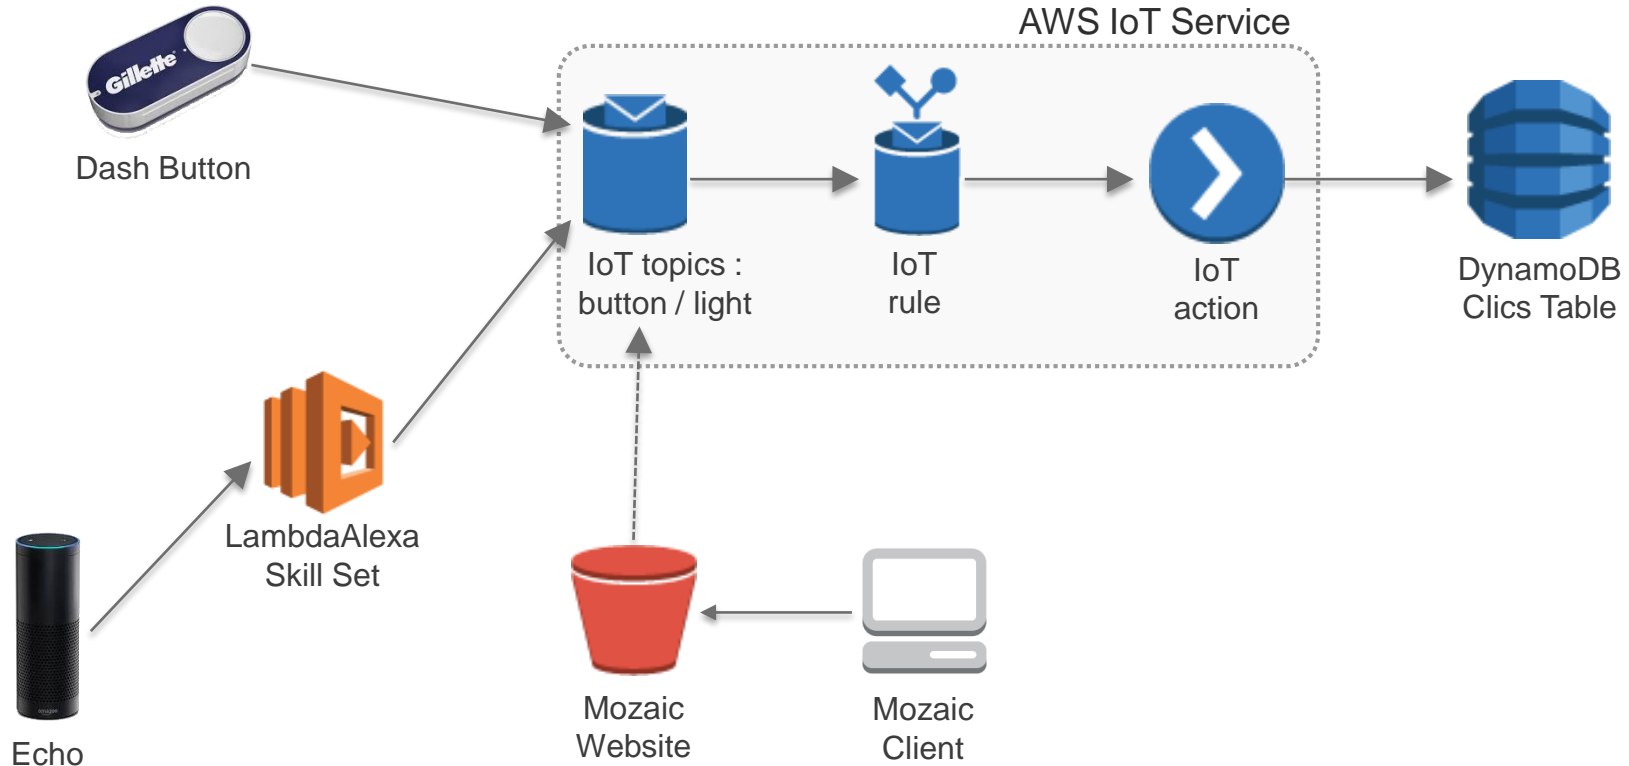 AWS IoT Service
Gillette
Dash Button
IoT topics :
button / light
IoT
rule
IoT
action
DynamoDB
Clics Table
LambdaAlexa
Skill Set
amazon
Echo
Mozaic
Website
Mozaic
Client